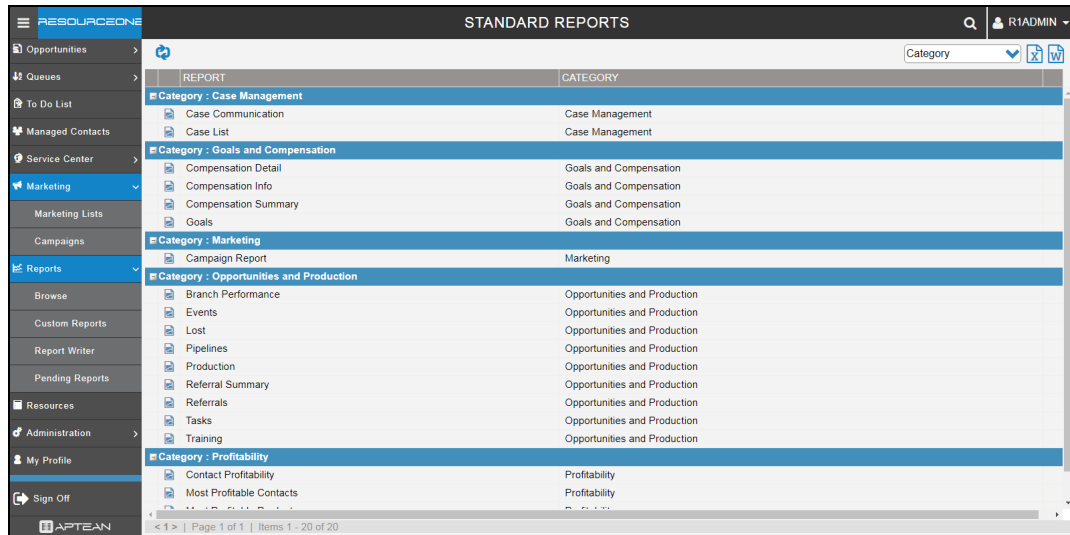 RESOURCEONE
STANDARD REPORTS
R1ADMIN
Opportunities
Queues
To Do List
Managed Contacts
Service Center
Marketing
Marketing Lists
Campaigns
Reports
Browse
Custom Reports
Report Writer
Pending Reports
Resources
Administration
My Profile
Sign Off
APTEAN
Category
REPORT CATEGORY
Category : Case Management
Case Communication Case Management
Case List Case Management
Category : Goals and Compensation
Compensation Detail Goals and Compensation
Compensation Info Goals and Compensation
Compensation Summary Goals and Compensation
Goals Goals and Compensation
Category : Marketing
Campaign Report Marketing
Category : Opportunities and Production
Branch Performance Opportunities and Production
Events Opportunities and Production
Lost Opportunities and Production
Pipelines Opportunities and Production
Production Opportunities and Production
Referral Summary Opportunities and Production
Referrals Opportunities and Production
Tasks Opportunities and Production
Training Opportunities and Production
Category : Profitability
Contact Profitability Profitability
Most Profitable Contacts Profitability
< 1 > | Page 1 of 1 | Items 1 - 20 of 20